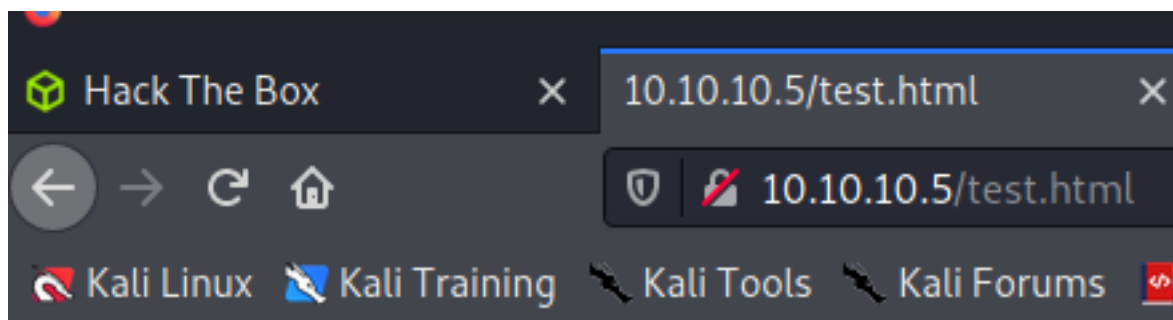 Hack The Box 10.10.10.5/test.html
10.10.10.5/test.html
Kali Linux Kali Training Kali Tools Kali Forums